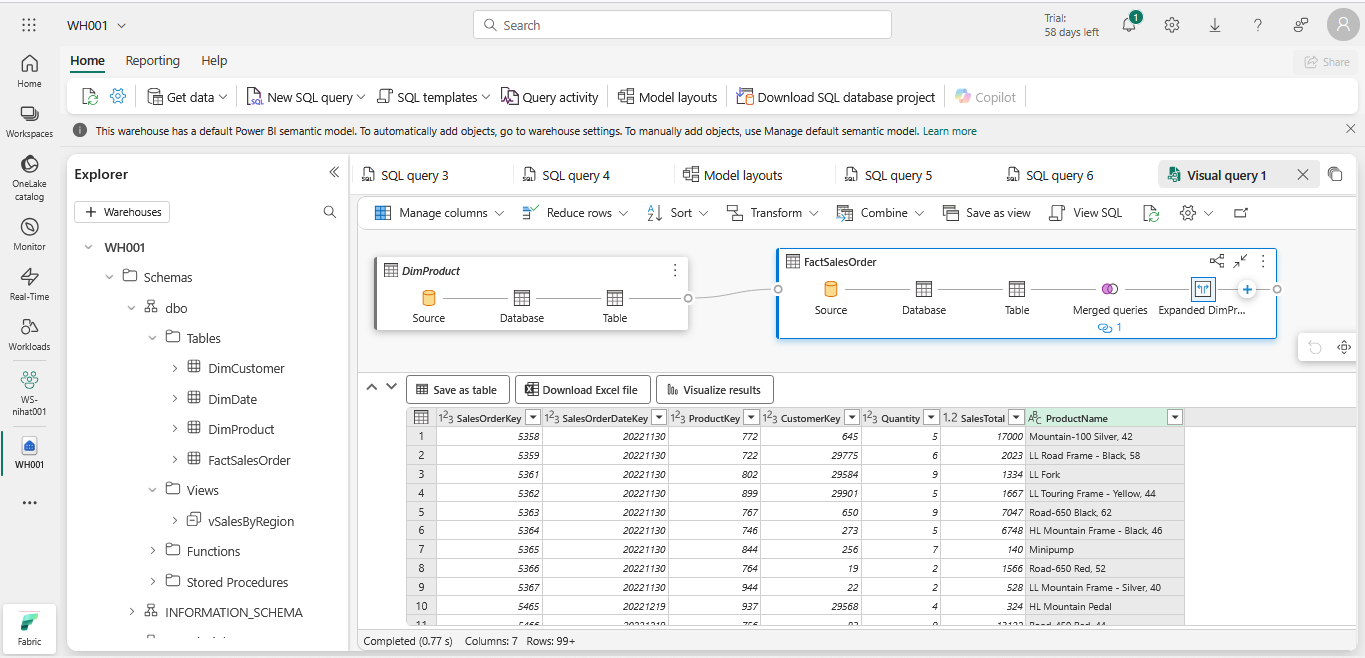 WH001
Search
Trial:
58 days left
1
Home Reporting Help
Share
Get data New SQL query SQL templates Query activity Model layouts Download SQL database project Copilot
This warehouse has a default Power BI semantic model. To automatically add objects, go to warehouse settings. To manually add objects, use Manage default semantic model. Learn more
Home
Workspaces
OneLake
catalog
Monitor
Real-Time
Workloads
WS-
nihat001
WH001
Fabric
Explorer
+ Warehouses
WH001
Schemas
dbo
Tables
DimCustomer
DimDate
DimProduct
FactSalesOrder
Views
vSalesByRegion
Functions
Stored Procedures
INFORMATION_SCHEMA
SQL query 3 SQL query 4 Model layouts SQL query 5 SQL query 6 Visual query 1
Manage columns Reduce rows Sort Transform Combine Save as view View SQL
DimProduct
Source Database Table
FactSalesOrder
Source Database Table Merged queries Expanded DimPr...
1
Save as table Download Excel file Visualize results
123 SalesOrderKey 123 SalesOrderDateKey 123 ProductKey 123 CustomerKey 123 Quantity 1.2 SalesTotal ABC ProductName
1 5358 20221130 772 645 5 17000 Mountain-100 Silver, 42
2 5359 20221130 722 29775 6 2023 LL Road Frame - Black, 58
3 5361 20221130 802 29584 9 1334 LL Fork
4 5362 20221130 899 29901 5 1667 LL Touring Frame - Yellow, 44
5 5363 20221130 767 650 9 7047 Road-650 Black, 62
6 5364 20221130 746 273 5 6748 HL Mountain Frame - Black, 46
7 5365 20221130 844 256 7 140 Minipump
8 5366 20221130 764 19 2 1566 Road-650 Red, 52
9 5367 20221130 944 22 2 528 LL Mountain Frame - Silver, 40
10 5465 20221219 937 29568 4 324 HL Mountain Pedal
Completed (0.77 s) Columns: 7 Rows: 99+